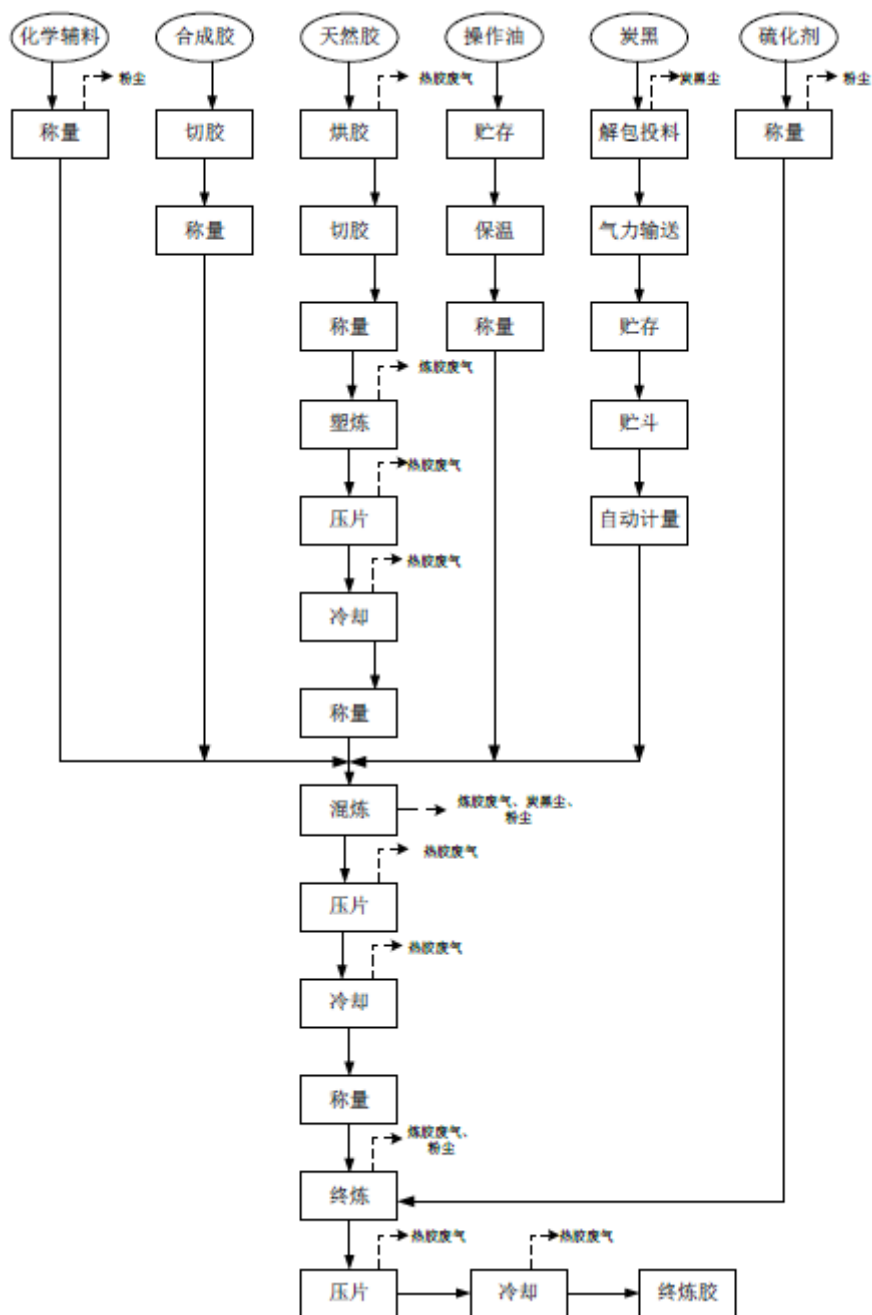 化学辅料
合成胶
天然胶
操作油
炭黑
硫化剂
粉尘
热胶废气
炭黑尘
粉尘
称量
切胶
烘胶
贮存
解包投料
称量
称量
切胶
保温
气力输送
称量
称量
贮存
炼胶废气
塑炼
贮斗
热胶废气
压片
自动计量
热胶废气
冷却
称量
混炼
炼胶废气、炭黑尘、
粉尘
热胶废气
压片
热胶废气
冷却
称量
炼胶废气、
粉尘
终炼
热胶废气
热胶废气
压片
冷却
终炼胶